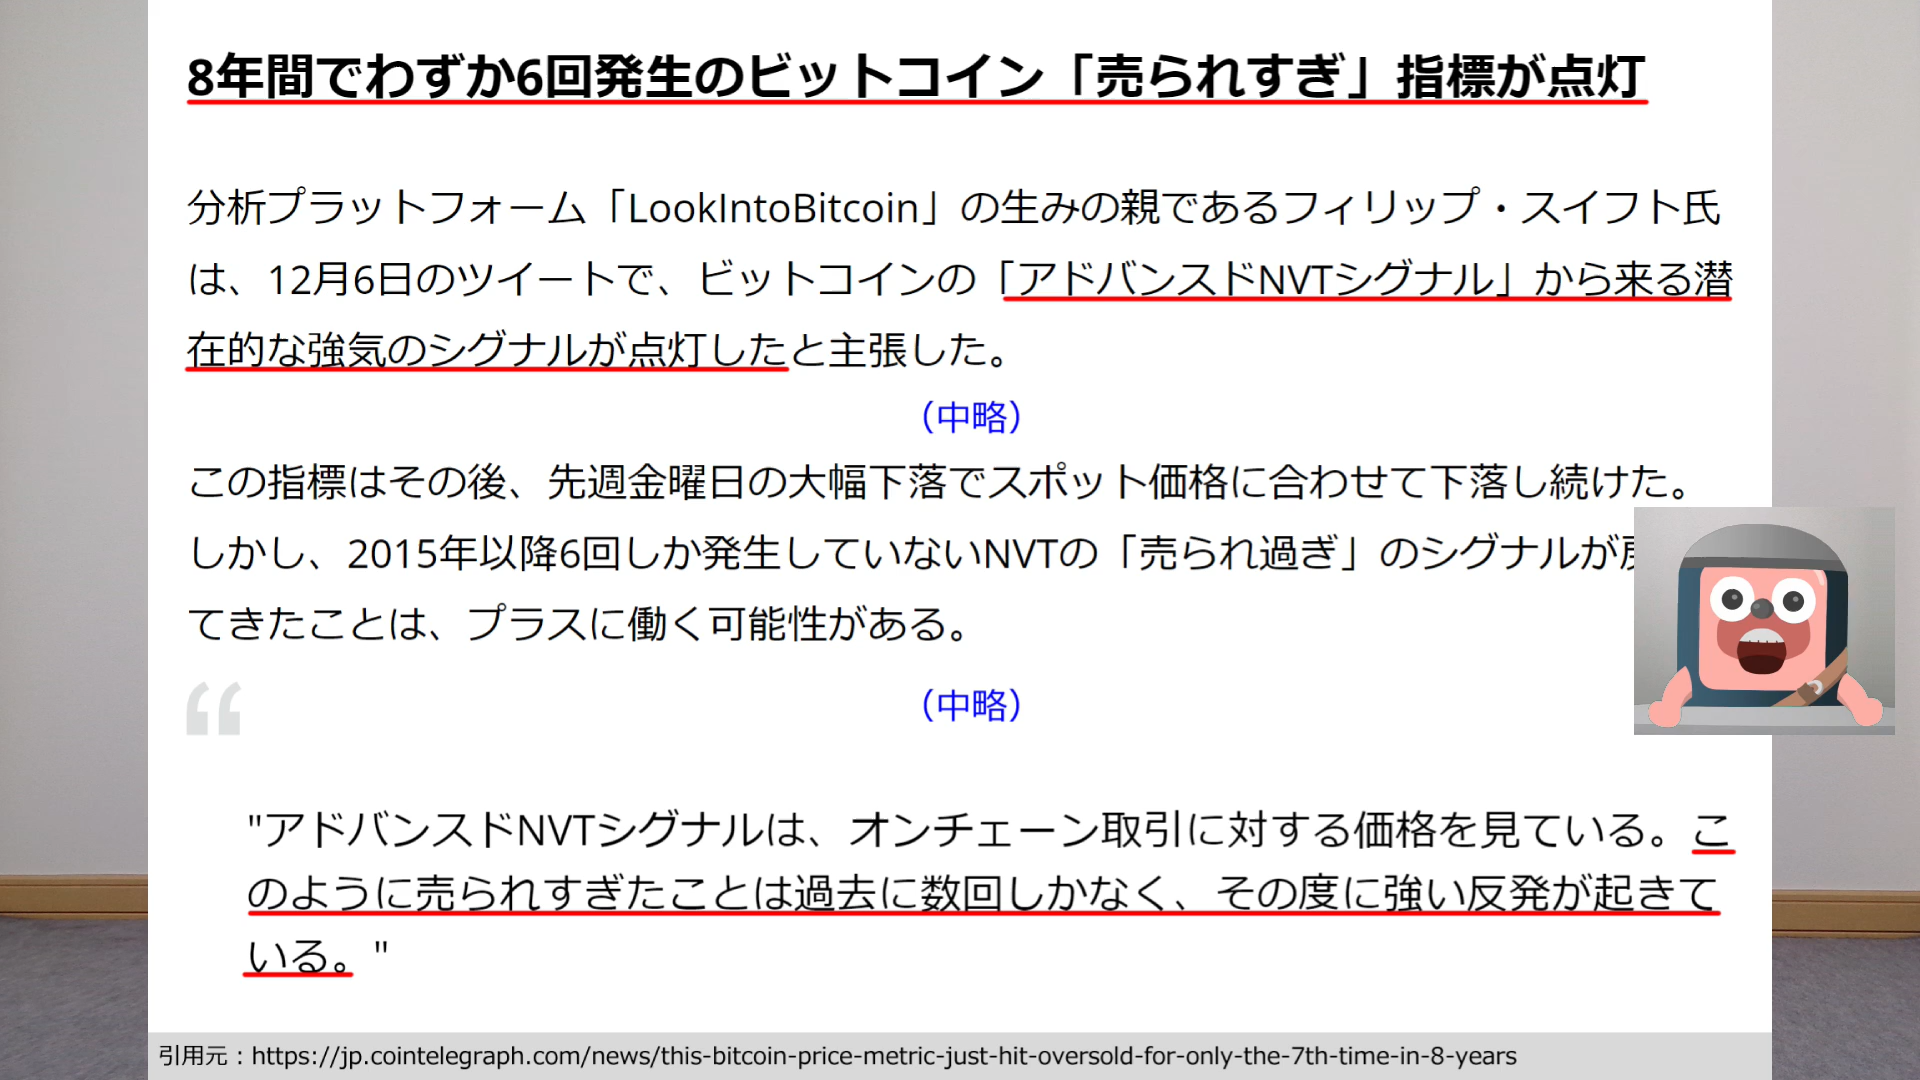 8年間でわずか6回発生のビットコイン「売られすぎ」指標が点灯
分析プラットフォーム「LookIntoBitcoin」の生みの親であるフィリップ・スイフト氏
は、12月6日のツイートで、ビットコインの「アドバンスドNVTシグナル」から来る潜
在的な強気のシグナルが点灯したと主張した。
（中略）
この指標はその後、先週金曜日の大幅下落でスポット価格に合わせて下落し続けた。
しかし、2015年以降6回しか発生していないNVTの「売られ過ぎ」のシグナルが
てきたことは、プラスに働く可能性がある。
（中略）
"アドバンスドNVTシグナルは、オンチェーン取引に対する価格を見ている。こ
のように売られすぎたことは過去に数回しかなく、その度に強い反発が起きて
いる。"
引用元：https://jp.cointelegraph.com/news/this-bitcoin-price-metric-just-hit-oversold-for-only-the-7th-time-in-8-years